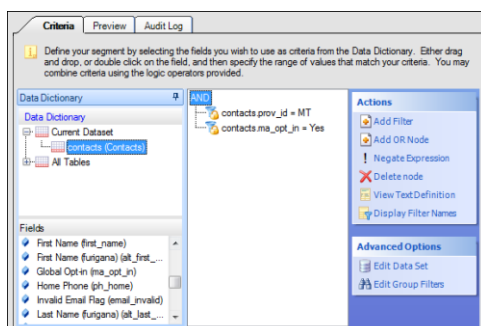 Criteria Preview Audit Log
Define your segment by selecting the fields you wish to use as criteria from the Data Dictionary. Either drag
and drop, or double click on the field, and then specify the range of values that match your criteria. You may
combine criteria using the logic operators provided.
Data Dictionary
Data Dictionary
Current Dataset
contacts (Contacts)
All Tables
Fields
First Name (first_name)
First Name (furigana) (alt_first_...
Global Opt-in (ma_opt_in)
Home Phone (ph_home)
Invalid Email Flag (email_invalid)
Last Name (furigana) (alt_last_...
AND
contacts.prov_id = MT
contacts.ma_opt_in = Yes
Actions
Add Filter
Add OR Node
Negate Expression
Delete node
View Text Definition
Display Filter Names
Advanced Options
Edit Data Set
Edit Group Filters